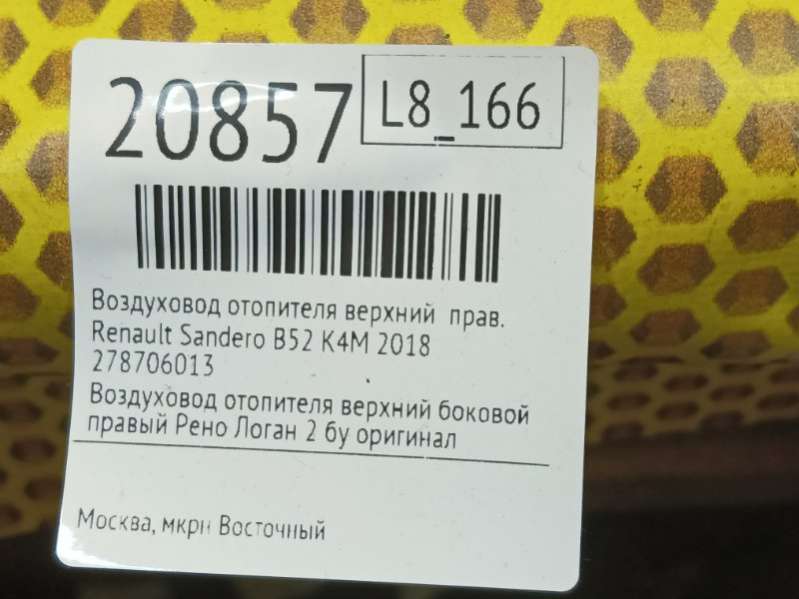 20857
L8_166
Воздуховод отопителя верхний прав.
Renault Sandero B52 K4M 2018
278706013
Воздуховод отопителя верхний боковой
правый Рено Логан 2 бу оригинал
Москва, мкрн Восточный